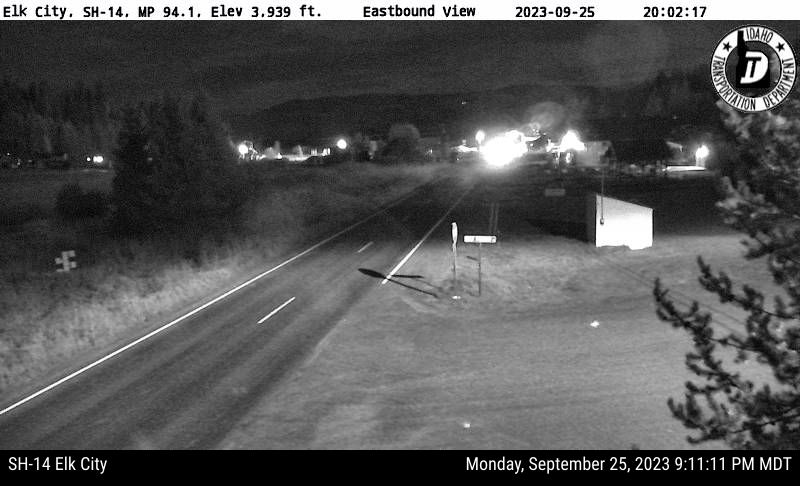 Elk City, SH-14, MP 94.1, Elev 3,939 ft. Eastbound View 2023-09-25 20:02:17
IDAHO
TRANSPORTATION DEPARTMENT
SH-14 Elk City Monday, September 25, 2023 9:11:11 PM MDT